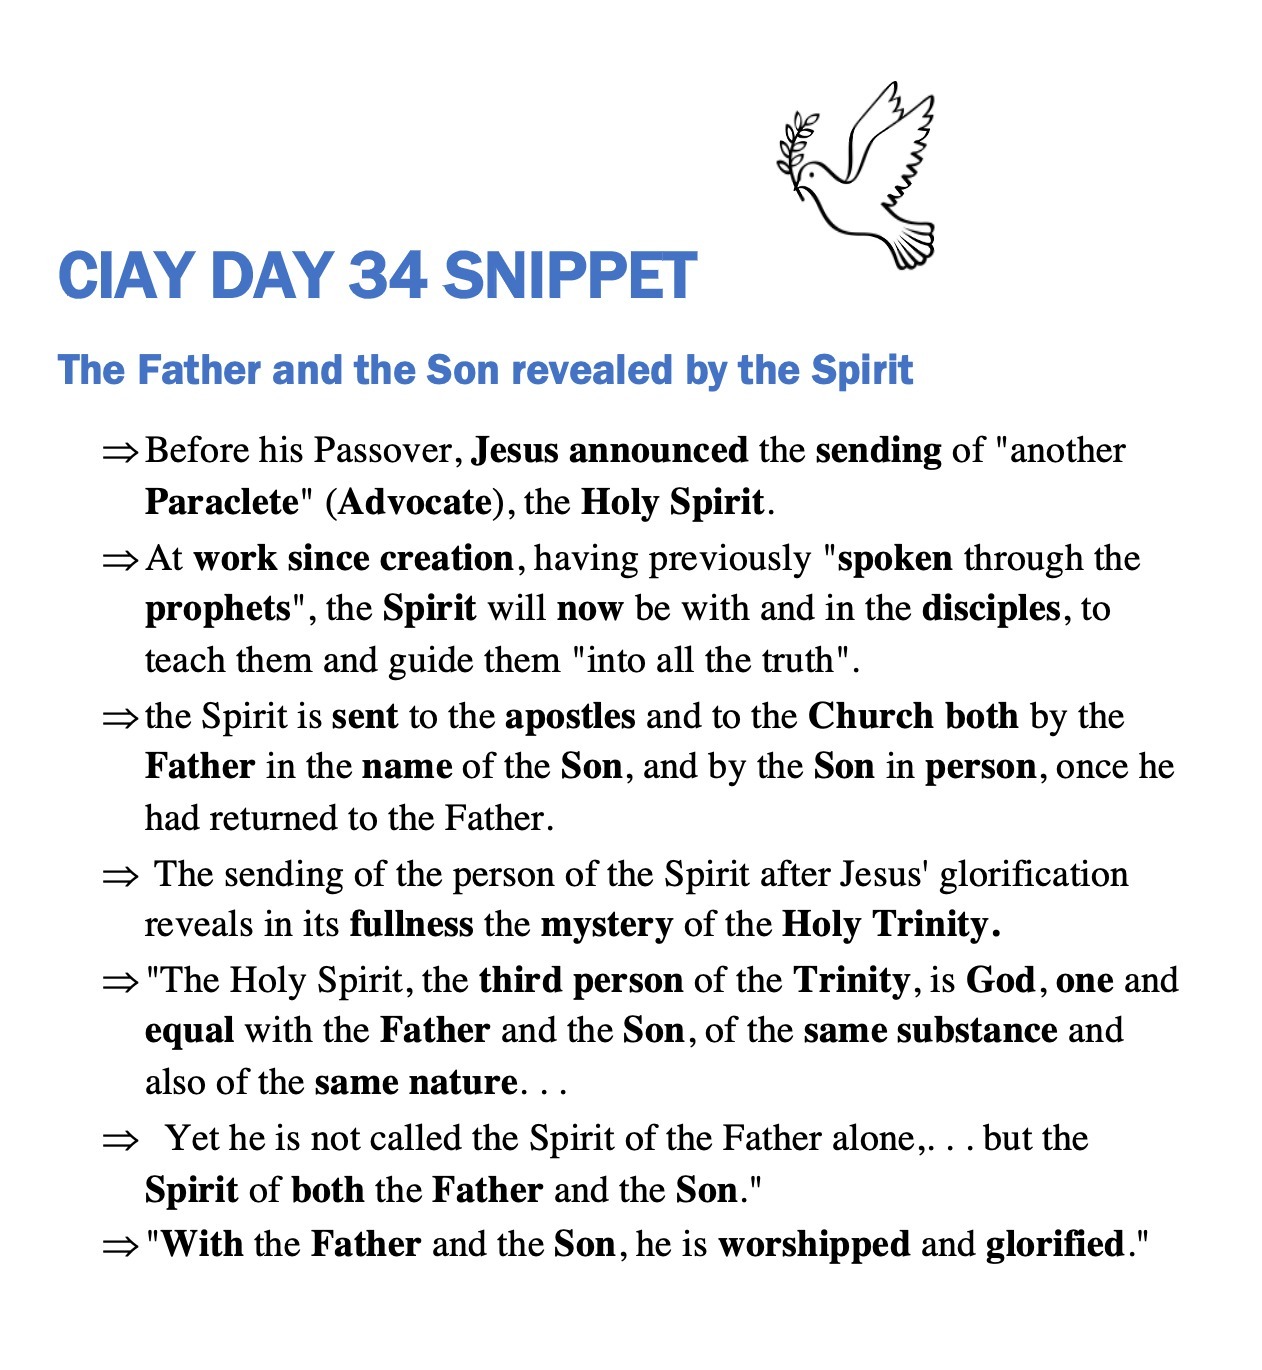 CIAY DAY 34 SNIPPET
The Father and the Son revealed by the Spirit
⇒Before his Passover, Jesus announced the sending of "another
Paraclete" (Advocate), the Holy Spirit.
⇒At work since creation, having previously "spoken through the
prophets", the Spirit will now be with and in the disciples, to
teach them and guide them "into all the truth".
⇒the Spirit is sent to the apostles and to the Church both by the
Father in the name of the Son, and by the Son in person, once he
had returned to the Father.
⇒ The sending of the person of the Spirit after Jesus' glorification
reveals in its fullness the mystery of the Holy Trinity.
⇒"The Holy Spirit, the third person of the Trinity, is God, one and
equal with the Father and the Son, of the same substance and
also of the same nature. . .
⇒ Yet he is not called the Spirit of the Father alone,. . . but the
Spirit of both the Father and the Son."
⇒"With the Father and the Son, he is worshipped and glorified."